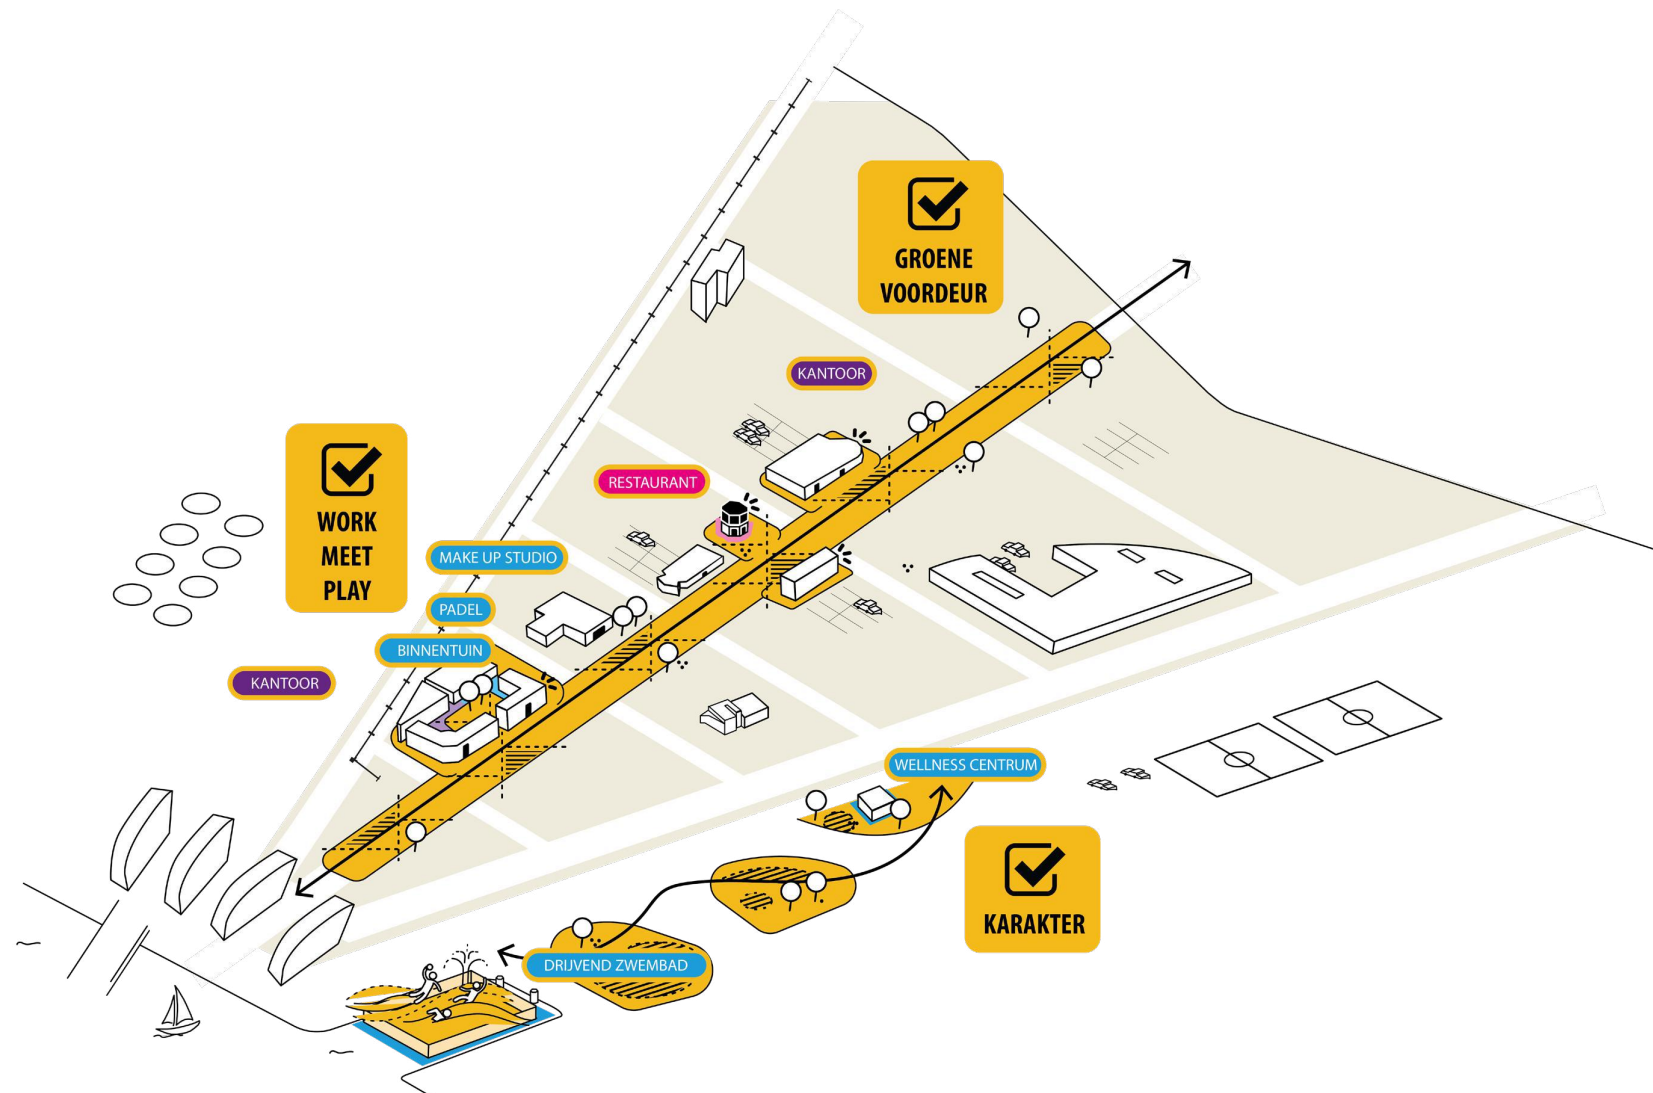 GROENE
VOORDEUR
KANTOOR
RESTAURANT
WORK
MEET
PLAY
MAKE UP STUDIO
PADEL
BINNENTUIN
KANTOOR
WELLNESS CENTRUM
KARAKTER
DRIJVEND ZWEMBAD